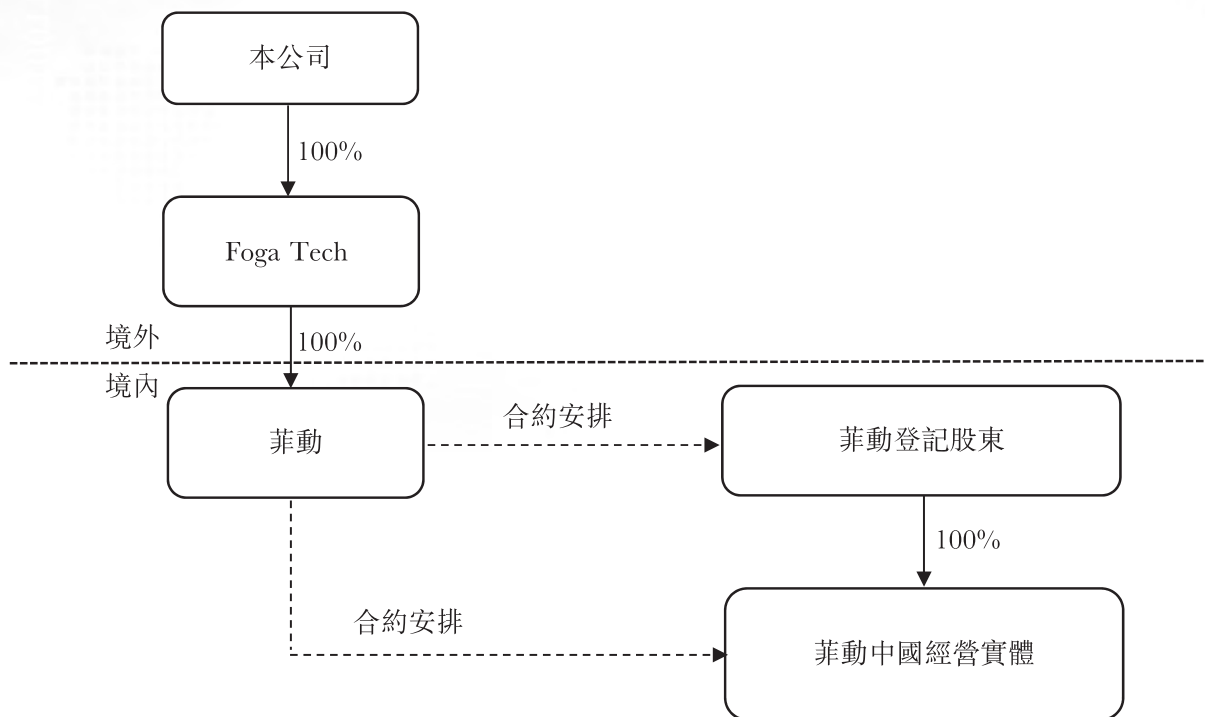 本公司
100%
Foga Tech
境外
100%
境內
菲動
合約安排
菲動登記股東
100%
合約安排
菲動中國經營實體